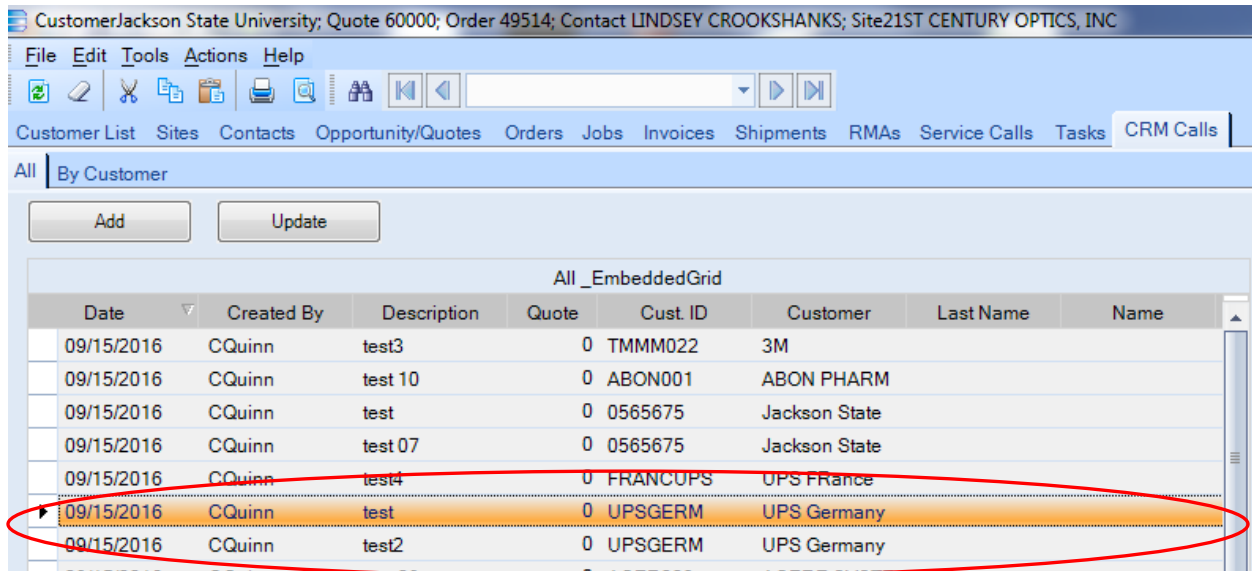 CustomerJackson State University; Quote 60000; Order 49514; Contact LINDSEY CROOKSHANKS; Site21ST CENTURY OPTICS, INC
File Edit Tools Actions Help
Customer List Sites Contacts Opportunity/Quotes Orders Jobs Invoices Shipments RMAs Service Calls Tasks CRM Calls
All By Customer
Add Update
All _EmbeddedGrid
Date Created By Description Quote Cust. ID Customer Last Name Name
09/15/2016 CQuinn test3 0 TMMM022 3M
09/15/2016 CQuinn test 10 0 ABON001 ABON PHARM
09/15/2016 CQuinn test 0 0565675 Jackson State
09/15/2016 CQuinn test 07 0 0565675 Jackson State
09/15/2016 CQuinn test4 0 FRANCUPS UPS FRance
09/15/2016 CQuinn test 0 UPSGERM UPS Germany
09/15/2016 CQuinn test2 0 UPSGERM UPS Germany